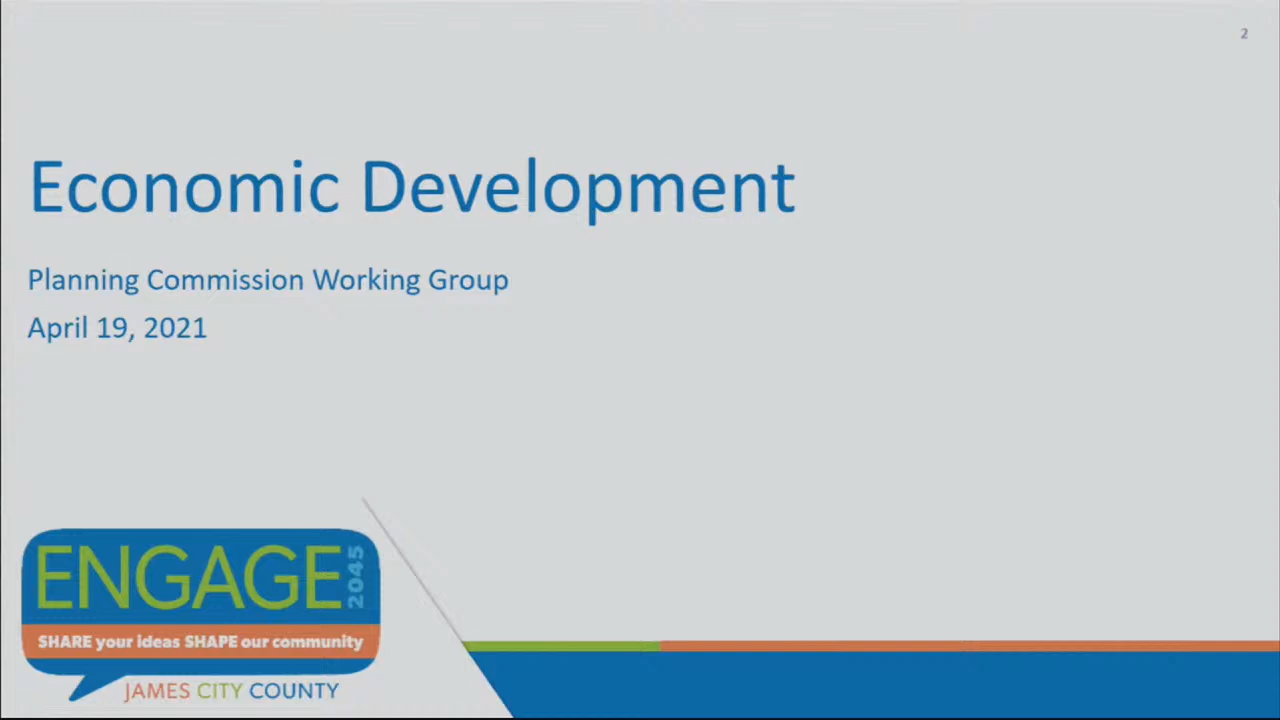 2
Economic Development
Planning Commission Working Group
April 19, 2021
ENGAGE 2045
SHARE your ideas SHAPE our community
JAMES CITY COUNTY